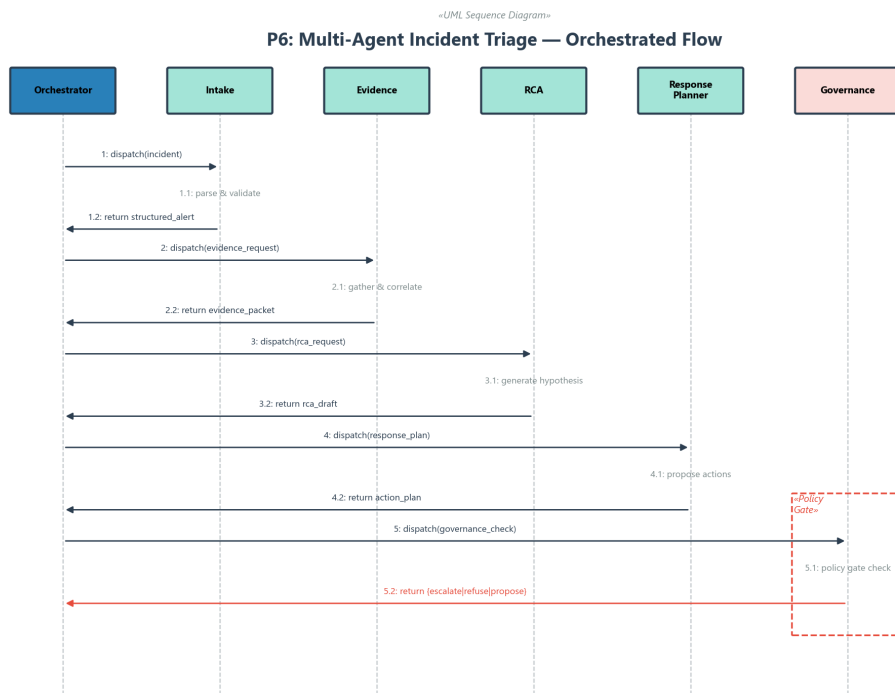 «UML Sequence Diagram»
P6: Multi-Agent Incident Triage — Orchestrated Flow
Orchestrator
Intake
Evidence
RCA
Response
Planner
Governance
1: dispatch(incident)
1.1: parse & validate
1.2: return structured_alert
2: dispatch(evidence_request)
2.1: gather & correlate
2.2: return evidence_packet
3: dispatch(rca_request)
3.1: generate hypothesis
3.2: return rca_draft
4: dispatch(response_plan)
4.1: propose actions
4.2: return action_plan
«Policy
Gate»
5: dispatch(governance_check)
5.1: policy gate check
5.2: return (escalate|refuse|propose)